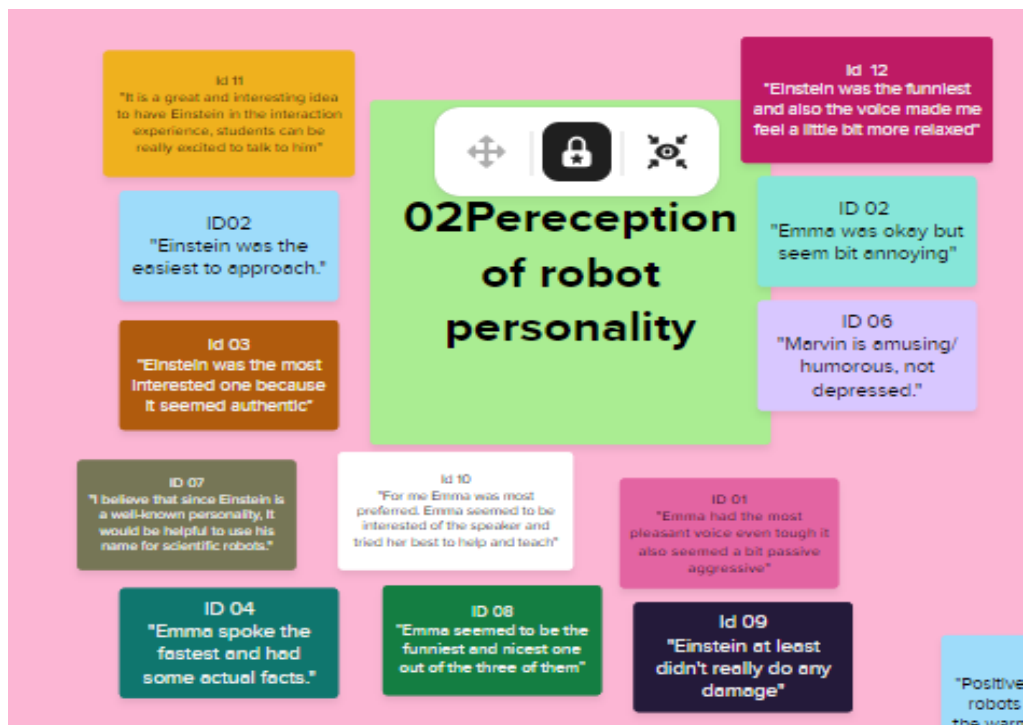 Id 11
"It is a great and interesting idea
to have Einstein in the interaction
experience, students can be
really excited to talk to him"
ID02
"Einstein was the
easiest to approach."
Id 03
"Einstein was the most
interested one because
it seemed authentic"
02Pereception
of robot
personality
Id 12
"Einstein was the funniest
and also the voice made me
feel a little bit more relaxed"
ID 02
"Emma was okay but
seem bit annoying"
ID 06
"Marvin is amusing/
humorous, not
depressed."
ID 07
"I believe that since Einstein is
a well-known personality, it
would be helpful to use his
name for scientific robots."
Id 10
"For me Emma was most
preferred. Emma seemed to be
interested of the speaker and
tried her best to help and teach"
ID 01
"Emma had the most
pleasant voice even tough it
also seemed a bit passive
aggressive"
ID 04
"Emma spoke the
fastest and had
some actual facts."
ID 08
"Emma seemed to be the
funniest and nicest one
out of the three of them"
Id 09
"Einstein at least
didn't really do any
damage"
"Positive
robots
the warm